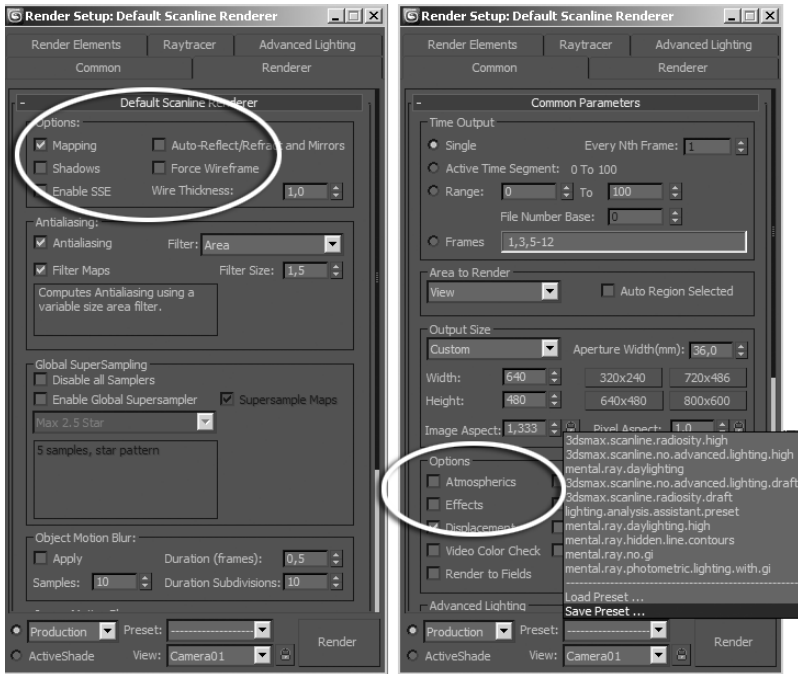 Render Setup: Default Scanline Renderer
Render Elements Raytracer Advanced Lighting
Common Renderer
- Default Scanline Renderer
Options:
Mapping Auto-Reflect/Refract and Mirrors
Shadows Force Wireframe
Enable SSE Wire Thickness: 1,0
Antialiasing:
Antialiasing Filter: Area
Filter Maps Filter Size: 1,5
Computes Antialiasing using a
variable size area filter.
Global SuperSampling
Disable all Samplers
Enable Global Supersampler Supersample Maps
Max 2.5 Star
5 samples, star pattern
Object Motion Blur:
Apply Duration (frames): 0,5
Samples: 10 Duration Subdivisions: 10
Production Preset: --------------------
Render
ActiveShade View: Camera01
Render Setup: Default Scanline Renderer
Render Elements Raytracer Advanced Lighting
Common Renderer
- Common Parameters
Time Output
Single Every Nth Frame: 1
Active Time Segment: 0 To 100
Range: 0 To 100
File Number Base: 0
Frames 1,3,5-12
Area to Render
View Auto Region Selected
Output Size
Custom Aperture Width(mm): 36,0
Width: 640 320x240 720x486
Height: 480 640x480 800x600
Image Aspect: 1,333 Pixel Aspect: 1,0
Options
Atmospherics
Effects
Displacement
Video Color Check
Render to Fields
Advanced Lighting
3dsmax.scanline.radiosity.high
3dsmax.scanline.no.advanced.lighting.high
mental.ray.daylighting
3dsmax.scanline.no.advanced.lighting.draft
3dsmax.scanline.radiosity.draft
lighting.analysis.assistant.preset
mental.ray.daylighting.high
mental.ray.hidden.line.contours
mental.ray.no.gi
mental.ray.photometric.lighting.with.gi
Load Preset ...
Save Preset ...
Production Preset: --------------------
Render
ActiveShade View: Camera01